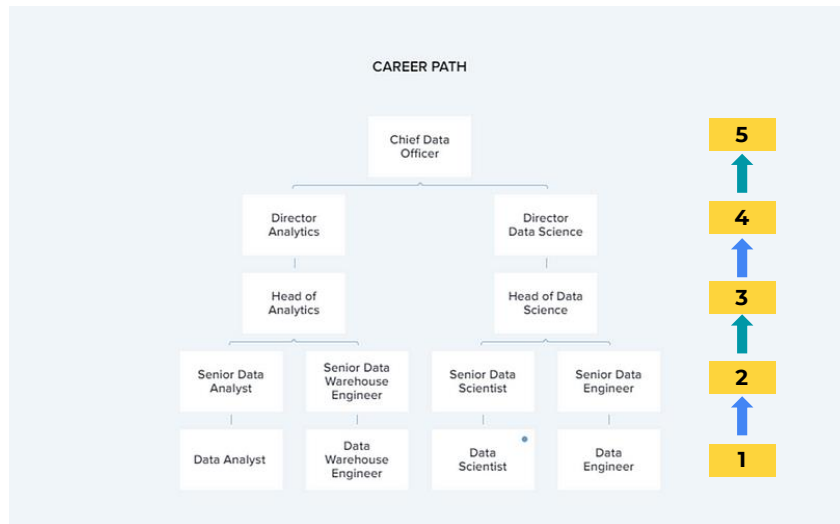 CAREER PATH
Chief Data
Officer
5
Director
Analytics
Director
Data Science
4
Head of
Analytics
Head of Data
Science
3
Senior Data
Analyst
Senior Data
Warehouse
Engineer
Senior Data
Scientist
Senior Data
Engineer
2
Data Analyst
Data
Warehouse
Engineer
Data
Scientist
Data
Engineer
1